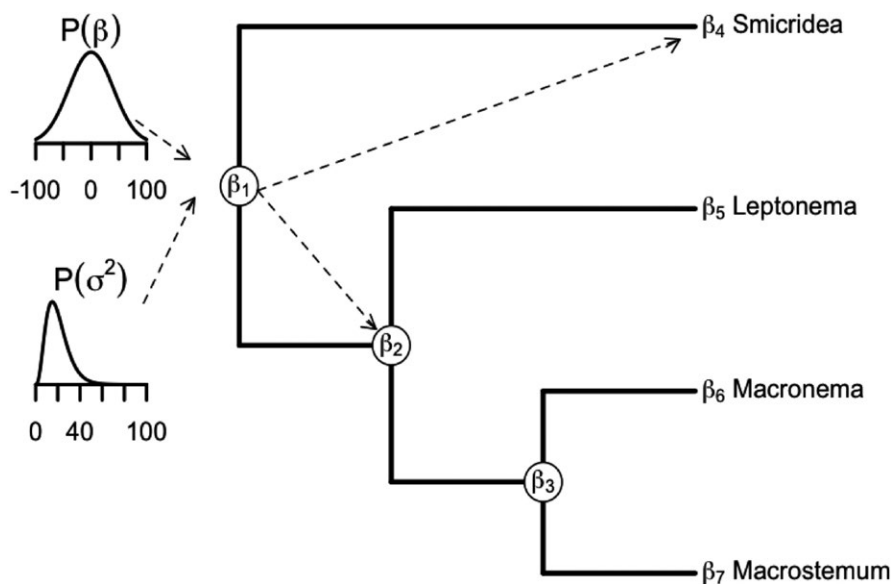 P(β)
-100 0 100
P(σ²)
0 40 100
β₁
β₂
β₃
β₄ Smicridea
β₅ Leptonema
β₆ Macronema
β₇ Macrostemum